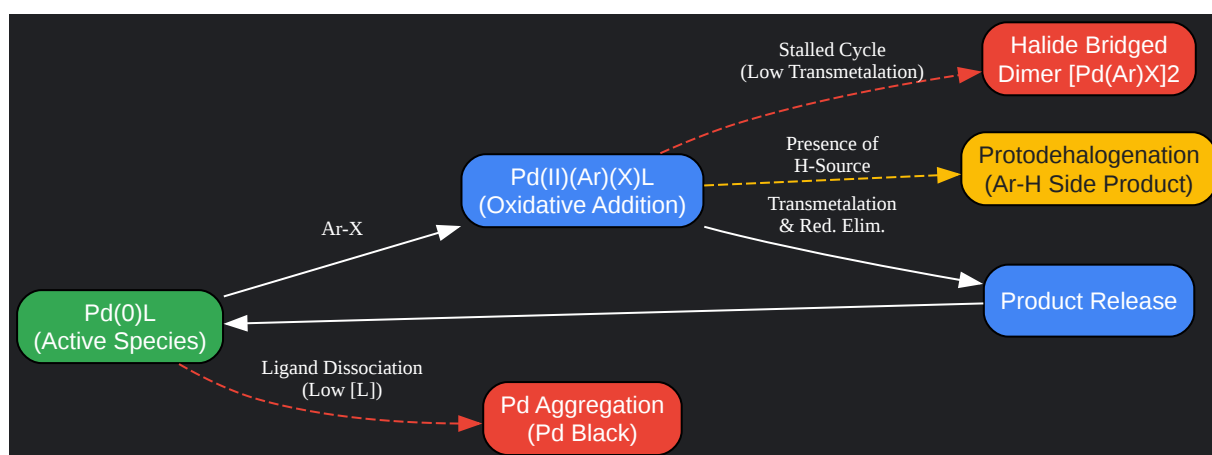 Stalled Cycle
(Low Transmetalation)
Halide Bridged
Dimer [Pd(Ar)X]2
Presence of
H-Source
Protodehalogenation
(Ar-H Side Product)
Pd(II)(Ar)(X)L
(Oxidative Addition)
Transmetalation
& Red. Elim.
Ar-X
Product Release
Pd(0)L
(Active Species)
Ligand Dissociation
(Low [L])
Pd Aggregation
(Pd Black)